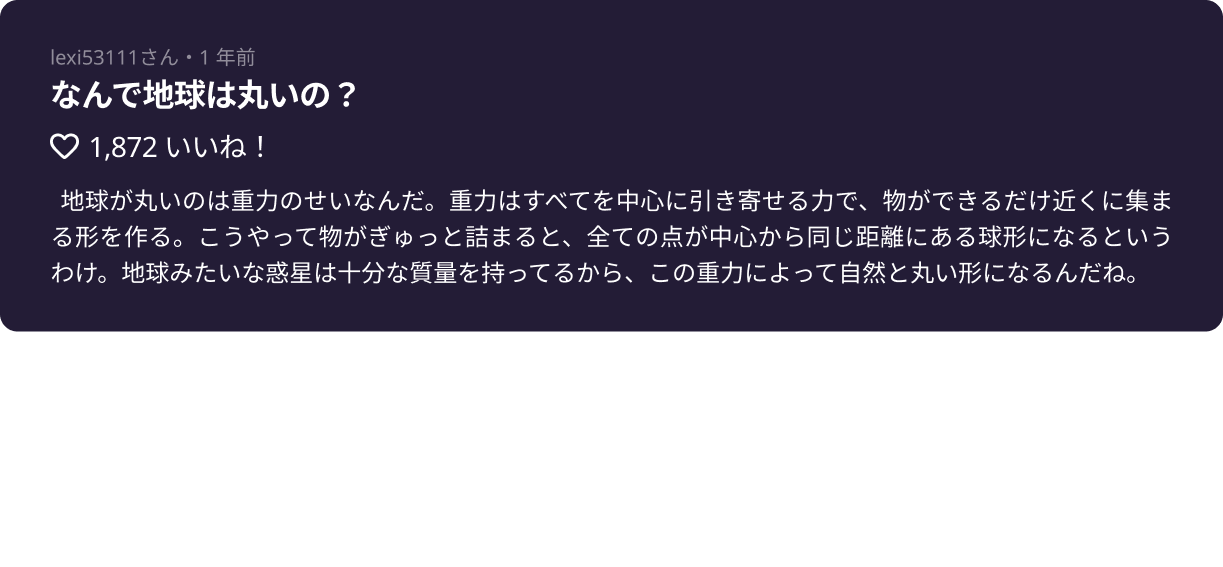 lexi53111さん・1 年前
なんで地球は丸いの？
1,872 いいね！
地球が丸いのは重力のせいなんだ。重力はすべてを中心に引き寄せる力で、物ができるだけ近くに集ま
る形を作る。こうやって物がぎゅっと詰まると、全ての点が中心から同じ距離にある球形になるという
わけ。地球みたいな惑星は十分な質量を持ってるから、この重力によって自然と丸い形になるんだね。